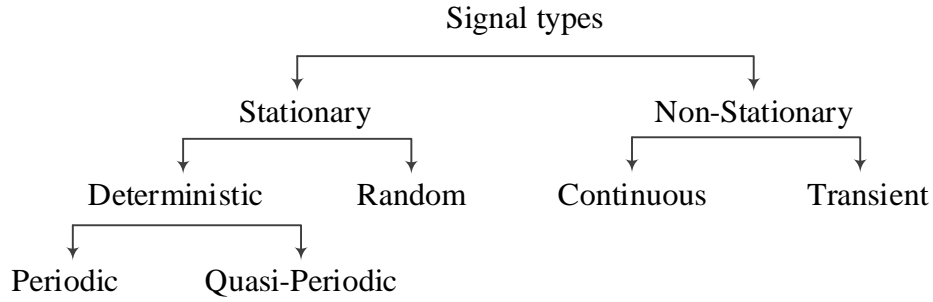 Signal types
Stationary Non-Stationary
Deterministic Random Continuous Transient
Periodic Quasi-Periodic